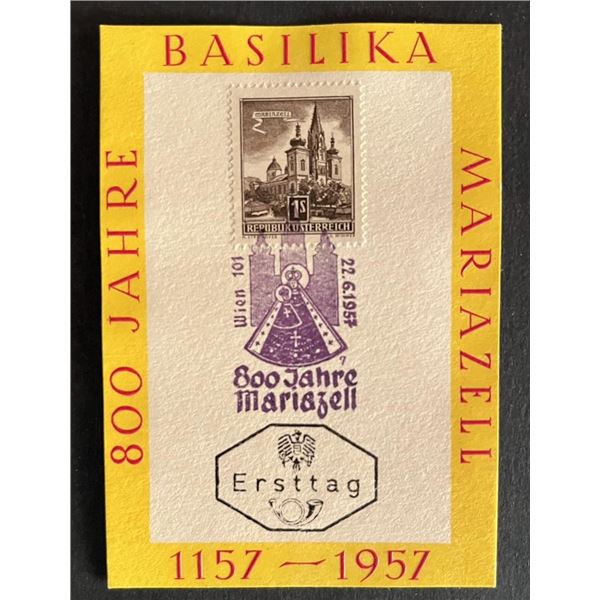 BASILIKA
800 JAHRE
MARIAZELL
MARIAZELL
1S
REPUBLIK ÖSTERREICH
Wien 101
22.6.1957
7
800 Jahre
Mariazell
Ersttag
1157 — 1957